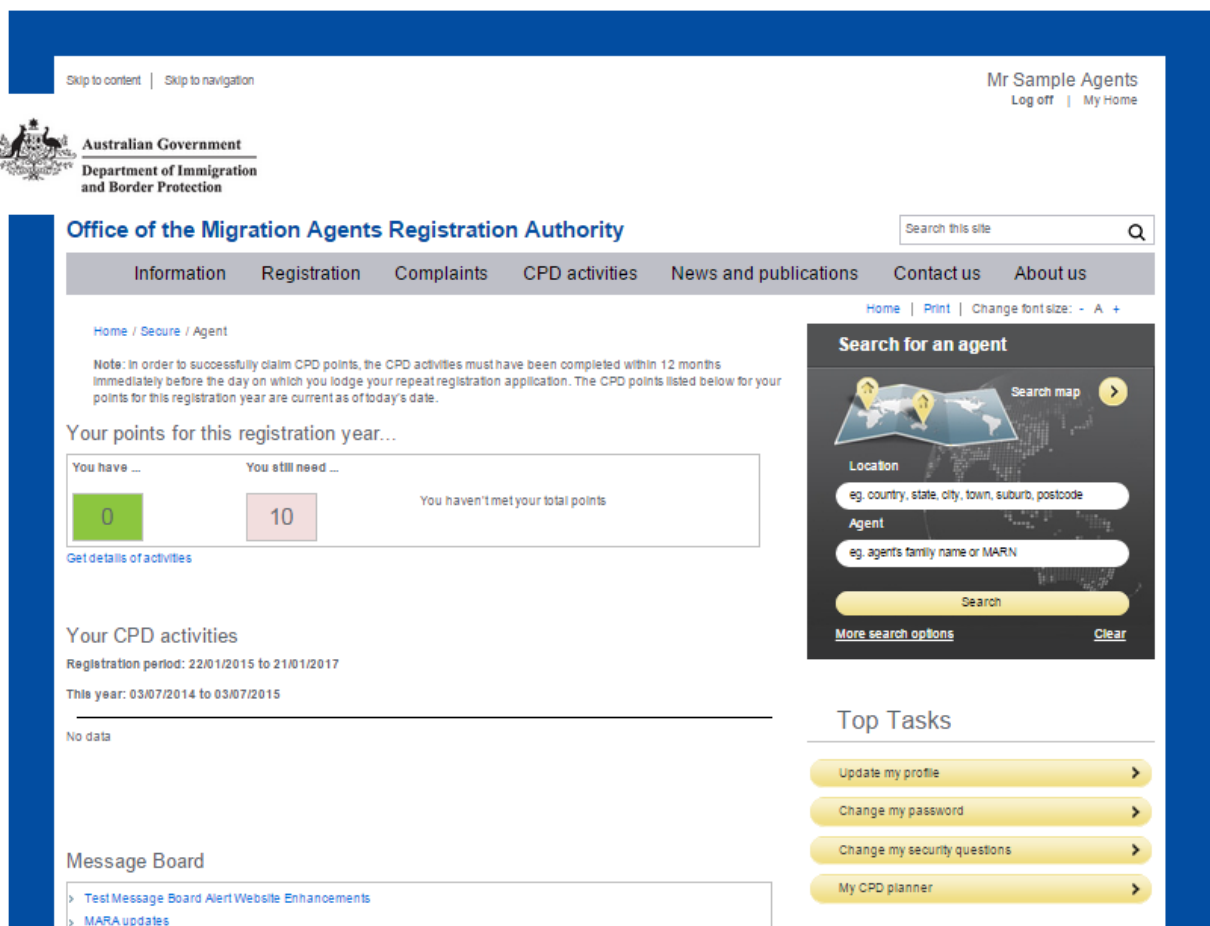 Skip to content | Skip to navigation
Mr Sample Agents
Log off | My Home
Australian Government
Department of Immigration
and Border Protection
Office of the Migration Agents Registration Authority
Search this site
Information Registration Complaints CPD activities News and publications Contact us About us
Home | Print | Change font size: - A +
Home / Secure / Agent
Note: In order to successfully claim CPD points, the CPD activities must have been completed within 12 months
immediately before the day on which you lodge your repeat registration application. The CPD points listed below for your
points for this registration year are current as of today's date.
Your points for this registration year...
You have ... You still need ...
0 10 You haven't met your total points
Get details of activities
Your CPD activities
Registration period: 22/01/2015 to 21/01/2017
This year: 03/07/2014 to 03/07/2015
No data
Message Board
> Test Message Board Alert Website Enhancements
> MARA updates
Search for an agent
Search map >
Location
eg. country, state, city, town, suburb, postcode
Agent
eg. agent's family name or MARN
Search
More search options Clear
Top Tasks
Update my profile >
Change my password >
Change my security questions >
My CPD planner >